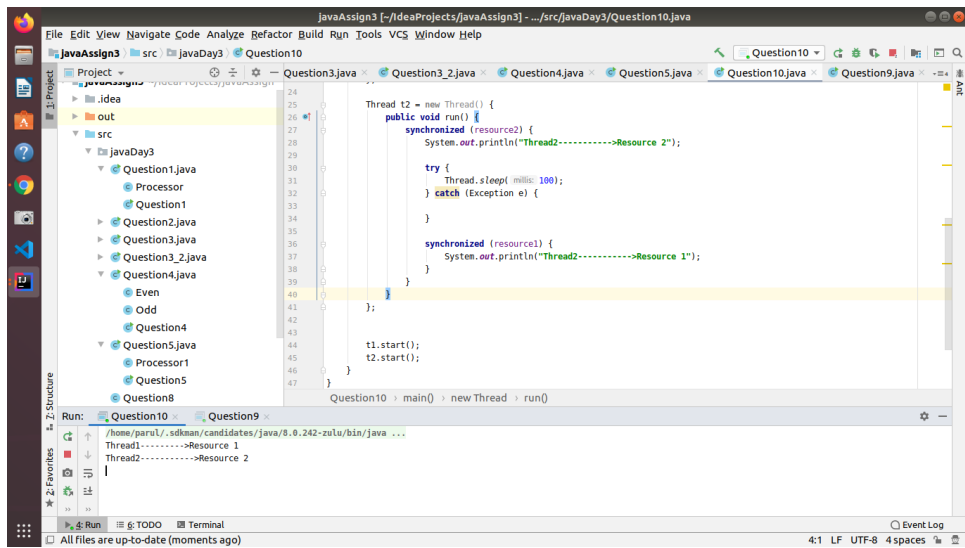 javaAssign3 [~/IdeaProjects/javaAssign3] - .../src/javaDay3/Question10.java
File Edit View Navigate Code Analyze Refactor Build Run Tools VCS Window Help
javaAssign3 src javaDay3 Question10
Question10
1: Project
Project
Question3.java Question3_2.java Question4.java Question5.java Question10.java Question9.java
Ant
.idea
out
src
javaDay3
Question1.java
Processor
Question1
Question2.java
Question3.java
Question3_2.java
Question4.java
Even
Odd
Question4
Question5.java
Processor1
Question5
Question8
24
25 Thread t2 = new Thread() {
26 public void run() {
27 synchronized (resource2) {
28 System.out.println("Thread2---------->Resource 2");
29
30 try {
31 Thread.sleep( millis: 100);
32 } catch (Exception e) {
33
34 }
35
36 synchronized (resource1) {
37 System.out.println("Thread2----------->Resource 1");
38 }
39 }
40 }
41 };
42
43
44 t1.start();
45 t2.start();
46 }
47 }
Question10 › main() › new Thread › run()
7: Structure
2: Favorites
Run: Question10 Question9
/home/parul/.sdkman/candidates/java/8.0.242-zulu/bin/java ...
Thread1--------->Resource 1
Thread2----------->Resource 2
4: Run 6: TODO Terminal Event Log
All files are up-to-date (moments ago) 4:1 LF UTF-8 4 spaces